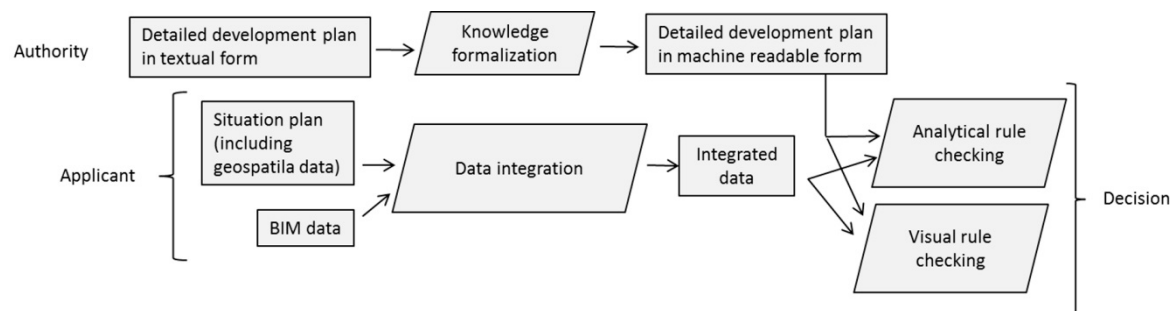 Authority
Detailed development plan
in textual form
Knowledge
formalization
Detailed development plan
in machine readable form
Applicant
Situation plan
(including
geospatila data)
BIM data
Data integration
Integrated
data
Analytical rule
checking
Visual rule
checking
Decision